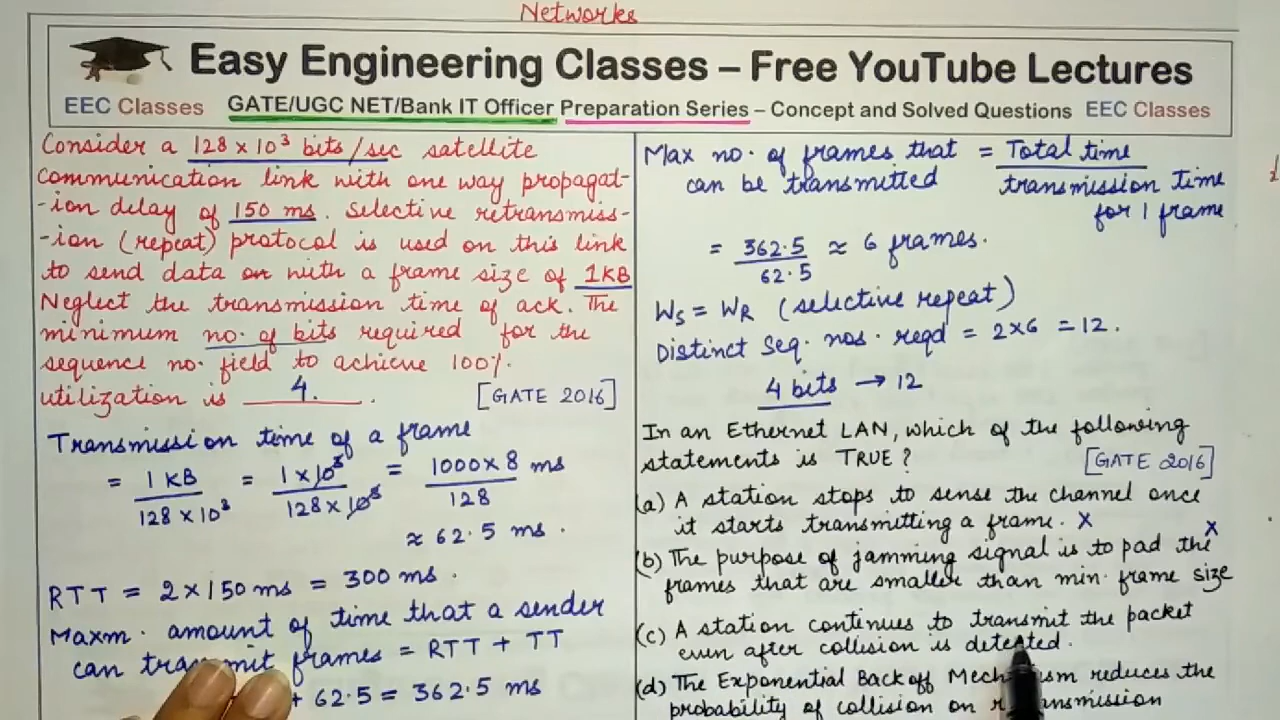 Networks
Easy Engineering Classes – Free YouTube Lectures
EEC Classes GATE/UGC NET/Bank IT Officer Preparation Series – Concept and Solved Questions EEC Classes
Consider a 128 x 10³ bits/sec satellite
communication link with one way propagat-
-ion delay of 150 ms. Selective retransmiss-
-ion (repeat) protocol is used on this link
to send data on with a frame size of 1KB
Neglect the transmission time of ack. The
minimum no. of bits required for the
sequence no. field to achieve 100%.
utilization is 4. . [GATE 2016]
Transmission time of a frame
= 1 KB / 128 x 10³ = 1 x 10³ / 128 x 10³ = 1000 x 8 / 128 ms
≈ 62.5 ms .
RTT = 2 x 150 ms = 300 ms .
Maxm. amount of time that a sender
can transmit frames = RTT + TT
+ 62.5 = 362.5 ms
Max no. of frames that = Total time
can be transmitted transmission time
for 1 frame
= 362.5 / 62.5 ≈ 6 frames.
Ws = WR (selective repeat)
Distinct Seq. nos. reqd = 2x6 = 12.
4 bits → 12
In an Ethernet LAN, which of the following
statements is TRUE? [GATE 2016]
(a) A station stops to sense the channel once
it starts transmitting a frame. x
(b) The purpose of jamming signal is to pad the x
frames that are smaller than min. frame size
(c) A station continues to transmit the packet
even after collision is detected.
(d) The Exponential Back off Mechanism reduces the
probability of collision on retransmission